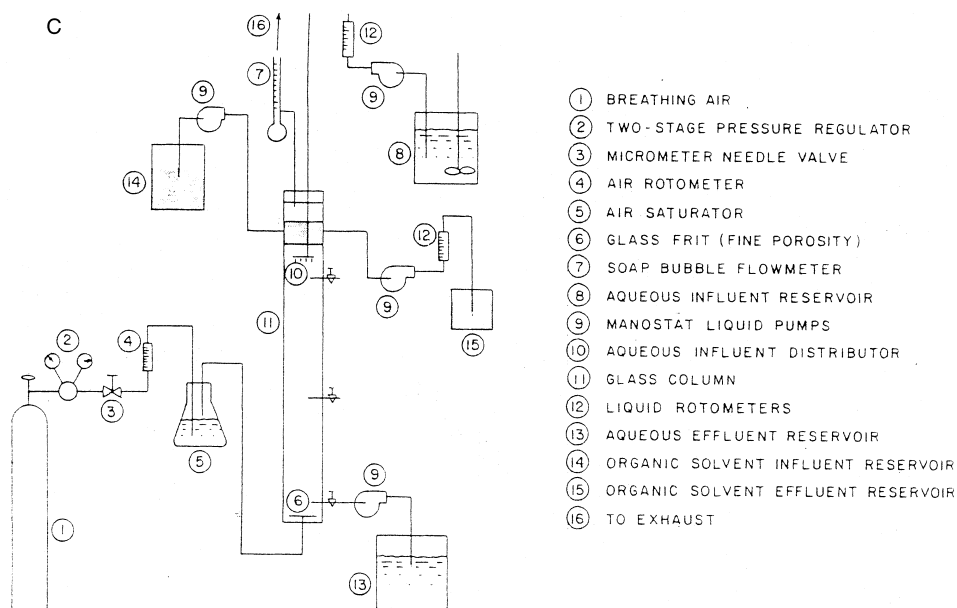 C
16
12
7
9
9
8
14
12
10
9
11
15
2
4
3
5
9
6
1
13
1 BREATHING AIR
2 TWO-STAGE PRESSURE REGULATOR
3 MICROMETER NEEDLE VALVE
4 AIR ROTOMETER
5 AIR SATURATOR
6 GLASS FRIT (FINE POROSITY)
7 SOAP BUBBLE FLOWMETER
8 AQUEOUS INFLUENT RESERVOIR
9 MANOSTAT LIQUID PUMPS
10 AQUEOUS INFLUENT DISTRIBUTOR
11 GLASS COLUMN
12 LIQUID ROTOMETERS
13 AQUEOUS EFFLUENT RESERVOIR
14 ORGANIC SOLVENT INFLUENT RESERVOIR
15 ORGANIC SOLVENT EFFLUENT RESERVOIR
16 TO EXHAUST